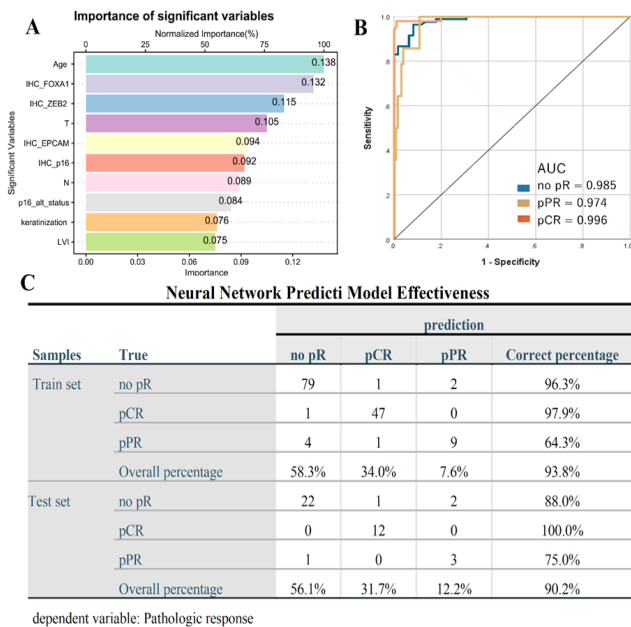 A
Importance of significant variables
Normalized Importance(%)
0 25 50 75 100
Significant Variables
Age 0.138
IHC_FOXA1 0.132
IHC_ZEB2 0.115
T 0.105
IHC_EPCAM 0.094
IHC_p16 0.092
N 0.089
p16_alt_status 0.084
keratinization 0.076
LVI 0.075
0.00 0.03 0.06 0.09 0.12
Importance
B
1.0
.8
.6
.4
.2
.0
Sensitivity
AUC
no pR = 0.985
pPR = 0.974
pCR = 0.996
.0 .2 .4 .6 .8 1.0
1 - Specificity
C
Neural Network Predicti Model Effectiveness
prediction
Samples True no pR pCR pPR Correct percentage
Train set no pR 79 1 2 96.3%
pCR 1 47 0 97.9%
pPR 4 1 9 64.3%
Overall percentage 58.3% 34.0% 7.6% 93.8%
Test set no pR 22 1 2 88.0%
pCR 0 12 0 100.0%
pPR 1 0 3 75.0%
Overall percentage 56.1% 31.7% 12.2% 90.2%
dependent variable: Pathologic response